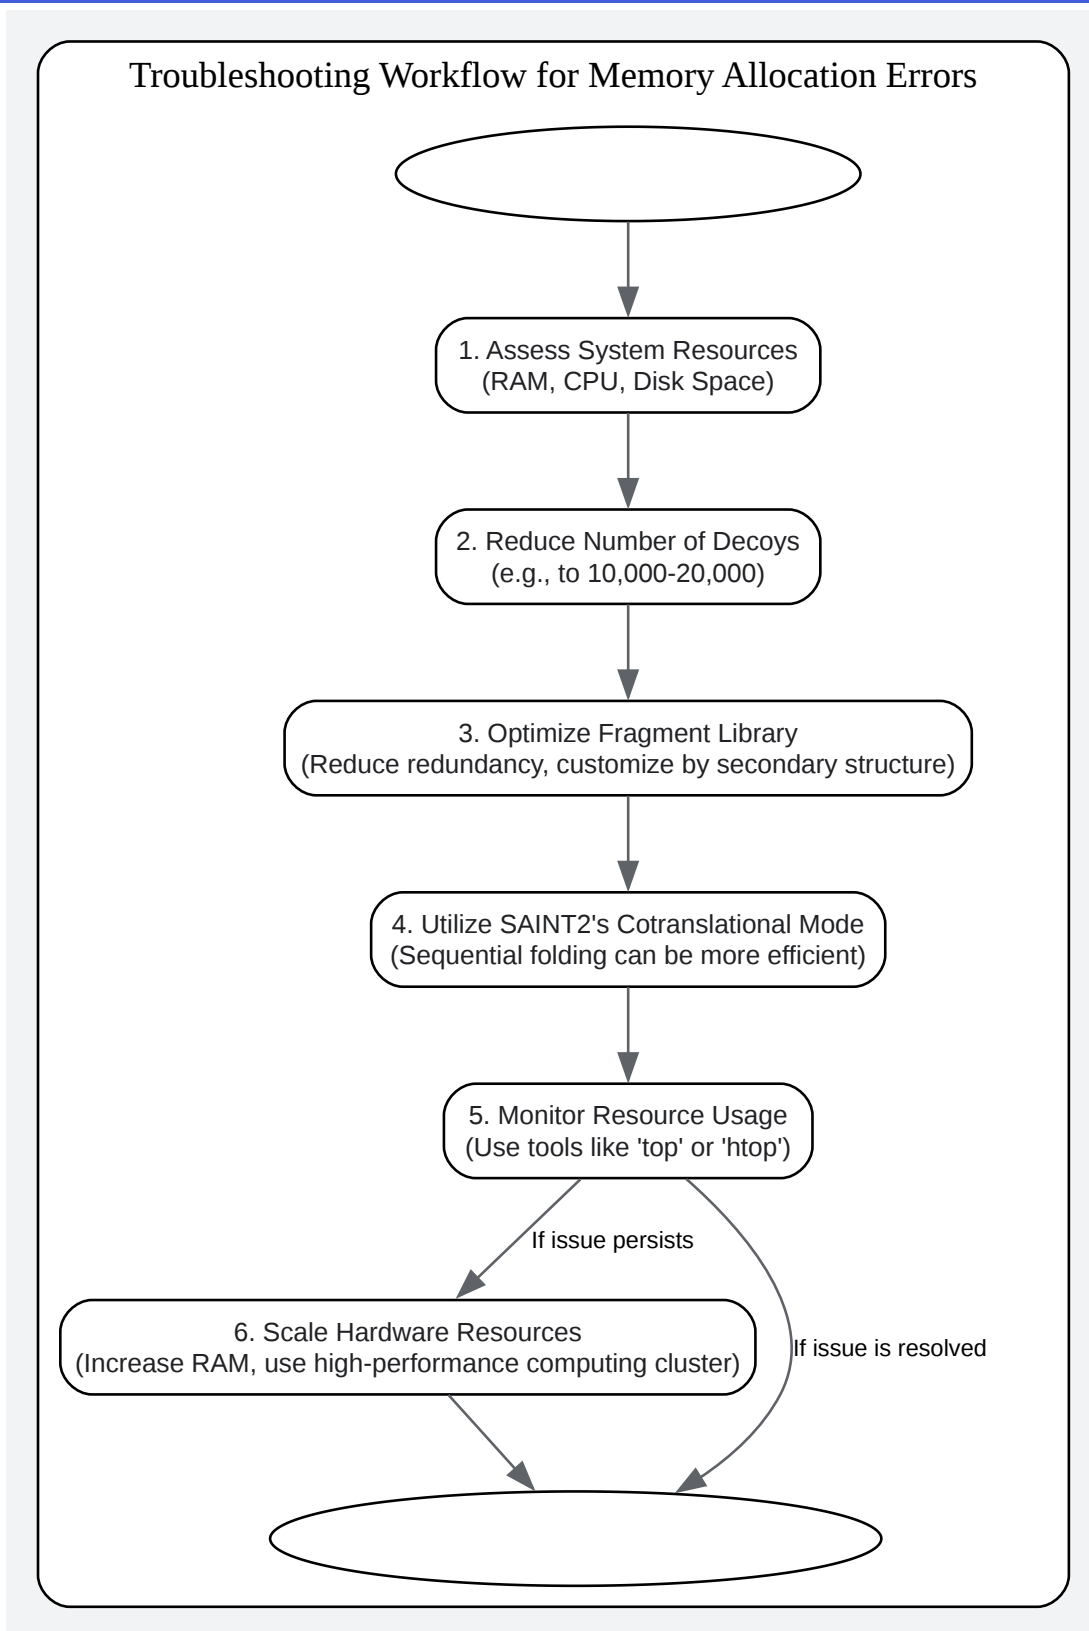 Troubleshooting Workflow for Memory Allocation Errors
1. Assess System Resources
(RAM, CPU, Disk Space)
2. Reduce Number of Decoys
(e.g., to 10,000-20,000)
3. Optimize Fragment Library
(Reduce redundancy, customize by secondary structure)
4. Utilize SAINT2's Cotranslational Mode
(Sequential folding can be more efficient)
5. Monitor Resource Usage
(Use tools like 'top' or 'htop')
If issue persists
6. Scale Hardware Resources
(Increase RAM, use high-performance computing cluster)
If issue is resolved